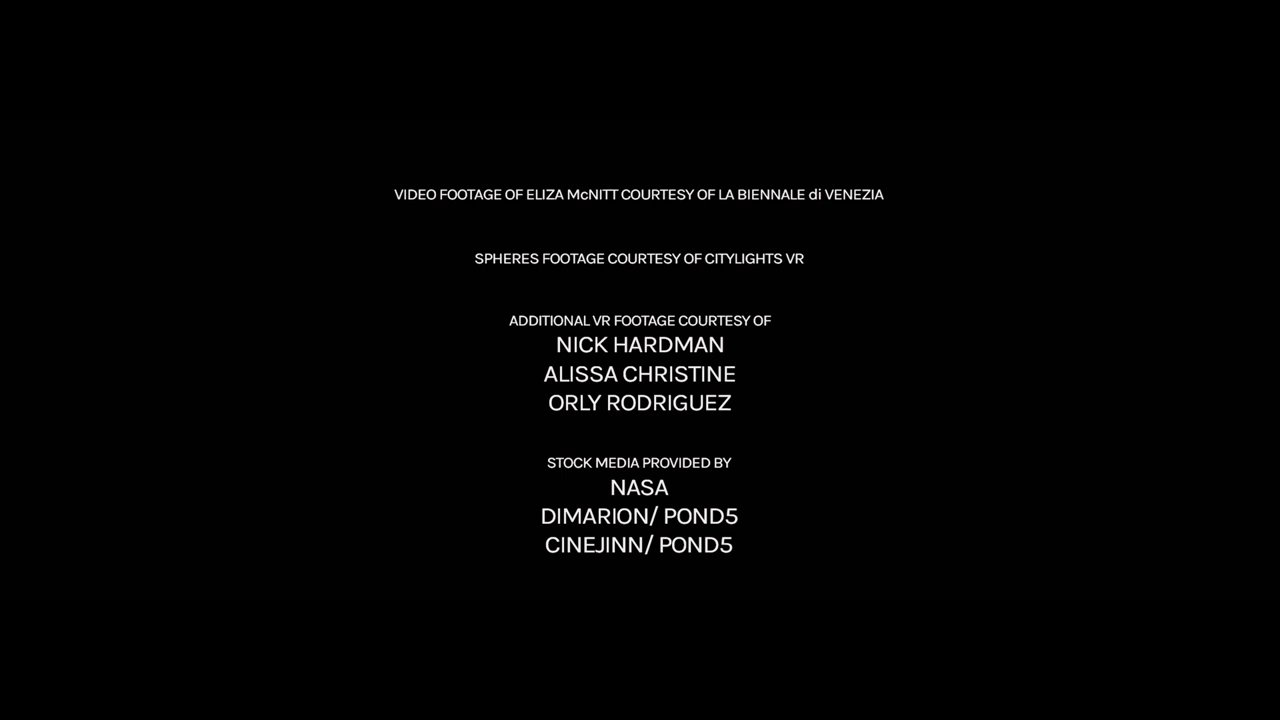 VIDEO FOOTAGE OF ELIZA McNITT COURTESY OF LA BIENNALE di VENEZIA
SPHERES FOOTAGE COURTESY OF CITYLIGHTS VR
ADDITIONAL VR FOOTAGE COURTESY OF
NICK HARDMAN
ALISSA CHRISTINE
ORLY RODRIGUEZ
STOCK MEDIA PROVIDED BY
NASA
DIMARION/ POND5
CINEJINN/ POND5